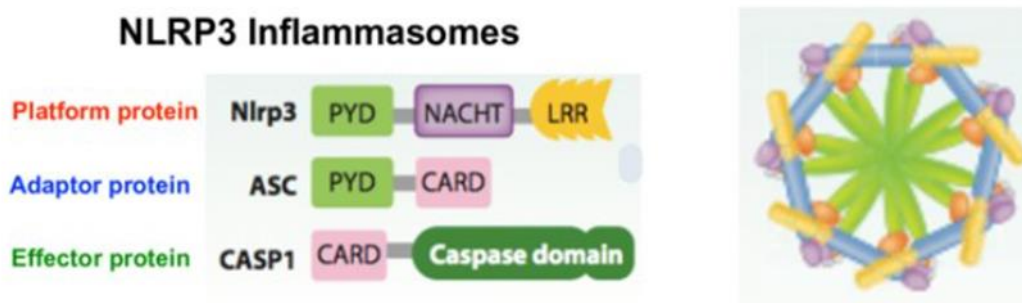 NLRP3 Inflammasomes
Platform protein Nlrp3 PYD NACHT LRR
Adaptor protein ASC PYD CARD
Effector protein CASP1 CARD Caspase domain